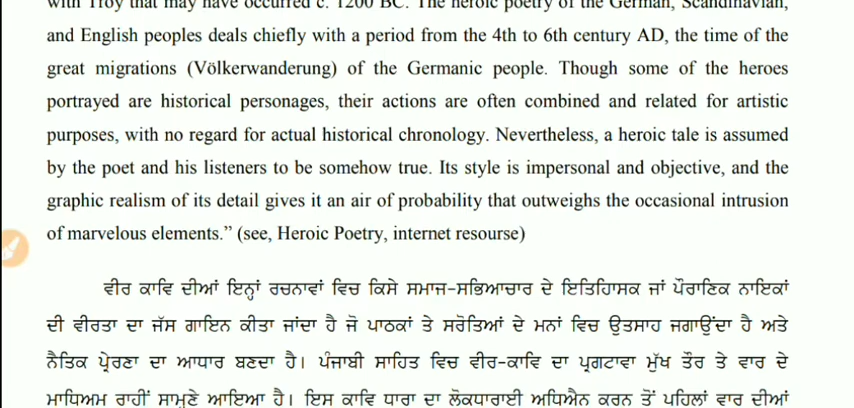 with Troy that may have occurred c. 1200 BC. The heroic poetry of the German, Scandinavian,
and English peoples deals chiefly with a period from the 4th to 6th century AD, the time of the
great migrations (Völkerwanderung) of the Germanic people. Though some of the heroes
portrayed are historical personages, their actions are often combined and related for artistic
purposes, with no regard for actual historical chronology. Nevertheless, a heroic tale is assumed
by the poet and his listeners to be somehow true. Its style is impersonal and objective, and the
graphic realism of its detail gives it an air of probability that outweighs the occasional intrusion
of marvelous elements.” (see, Heroic Poetry, internet resourse)
ਵੀਰ ਕਾਵਿ ਦੀਆਂ ਇਨ੍ਹਾਂ ਰਚਨਾਵਾਂ ਵਿਚ ਕਿਸੇ ਸਮਾਜ-ਸਭਿਆਚਾਰ ਦੇ ਇਤਿਹਿਾਸਕ ਜਾਂ ਪੌਰਾਣਿਕ ਨਾਇਕਾਂ
ਦੀ ਵੀਰਤਾ ਦਾ ਜੱਸ ਗਾਇਨ ਕੀਤਾ ਜਾਂਦਾ ਹੈ ਜੋ ਪਾਠਕਾਂ ਤੇ ਸਰੋਤਿਆਂ ਦੇ ਮਨਾਂ ਵਿਚ ਉਤਸਾਹ ਜਗਾਉਂਦਾ ਹੈ ਅਤੇ
ਨੈਤਿਕ ਪ੍ਰੇਰਣਾ ਦਾ ਆਧਾਰ ਬਣਦਾ ਹੈ। ਪੰਜਾਬੀ ਸਾਹਿਤ ਵਿਚ ਵੀਰ-ਕਾਵਿ ਦਾ ਪ੍ਰਗਟਾਵਾ ਮੁੱਖ ਤੌਰ ਤੇ ਵਾਰ ਦੇ
ਮਾਧਿਅਮ ਰਾਹੀਂ ਸਾਮ੍ਹਣੇ ਆਇਆ ਹੈ। ਇਸ ਕਾਵਿ ਧਾਰਾ ਦਾ ਲੋਕਧਾਰਾਈ ਅਧਿਐਨ ਕਰਨ ਤੋਂ ਪਹਿਲਾਂ ਵਾਰ ਦੀਆਂ